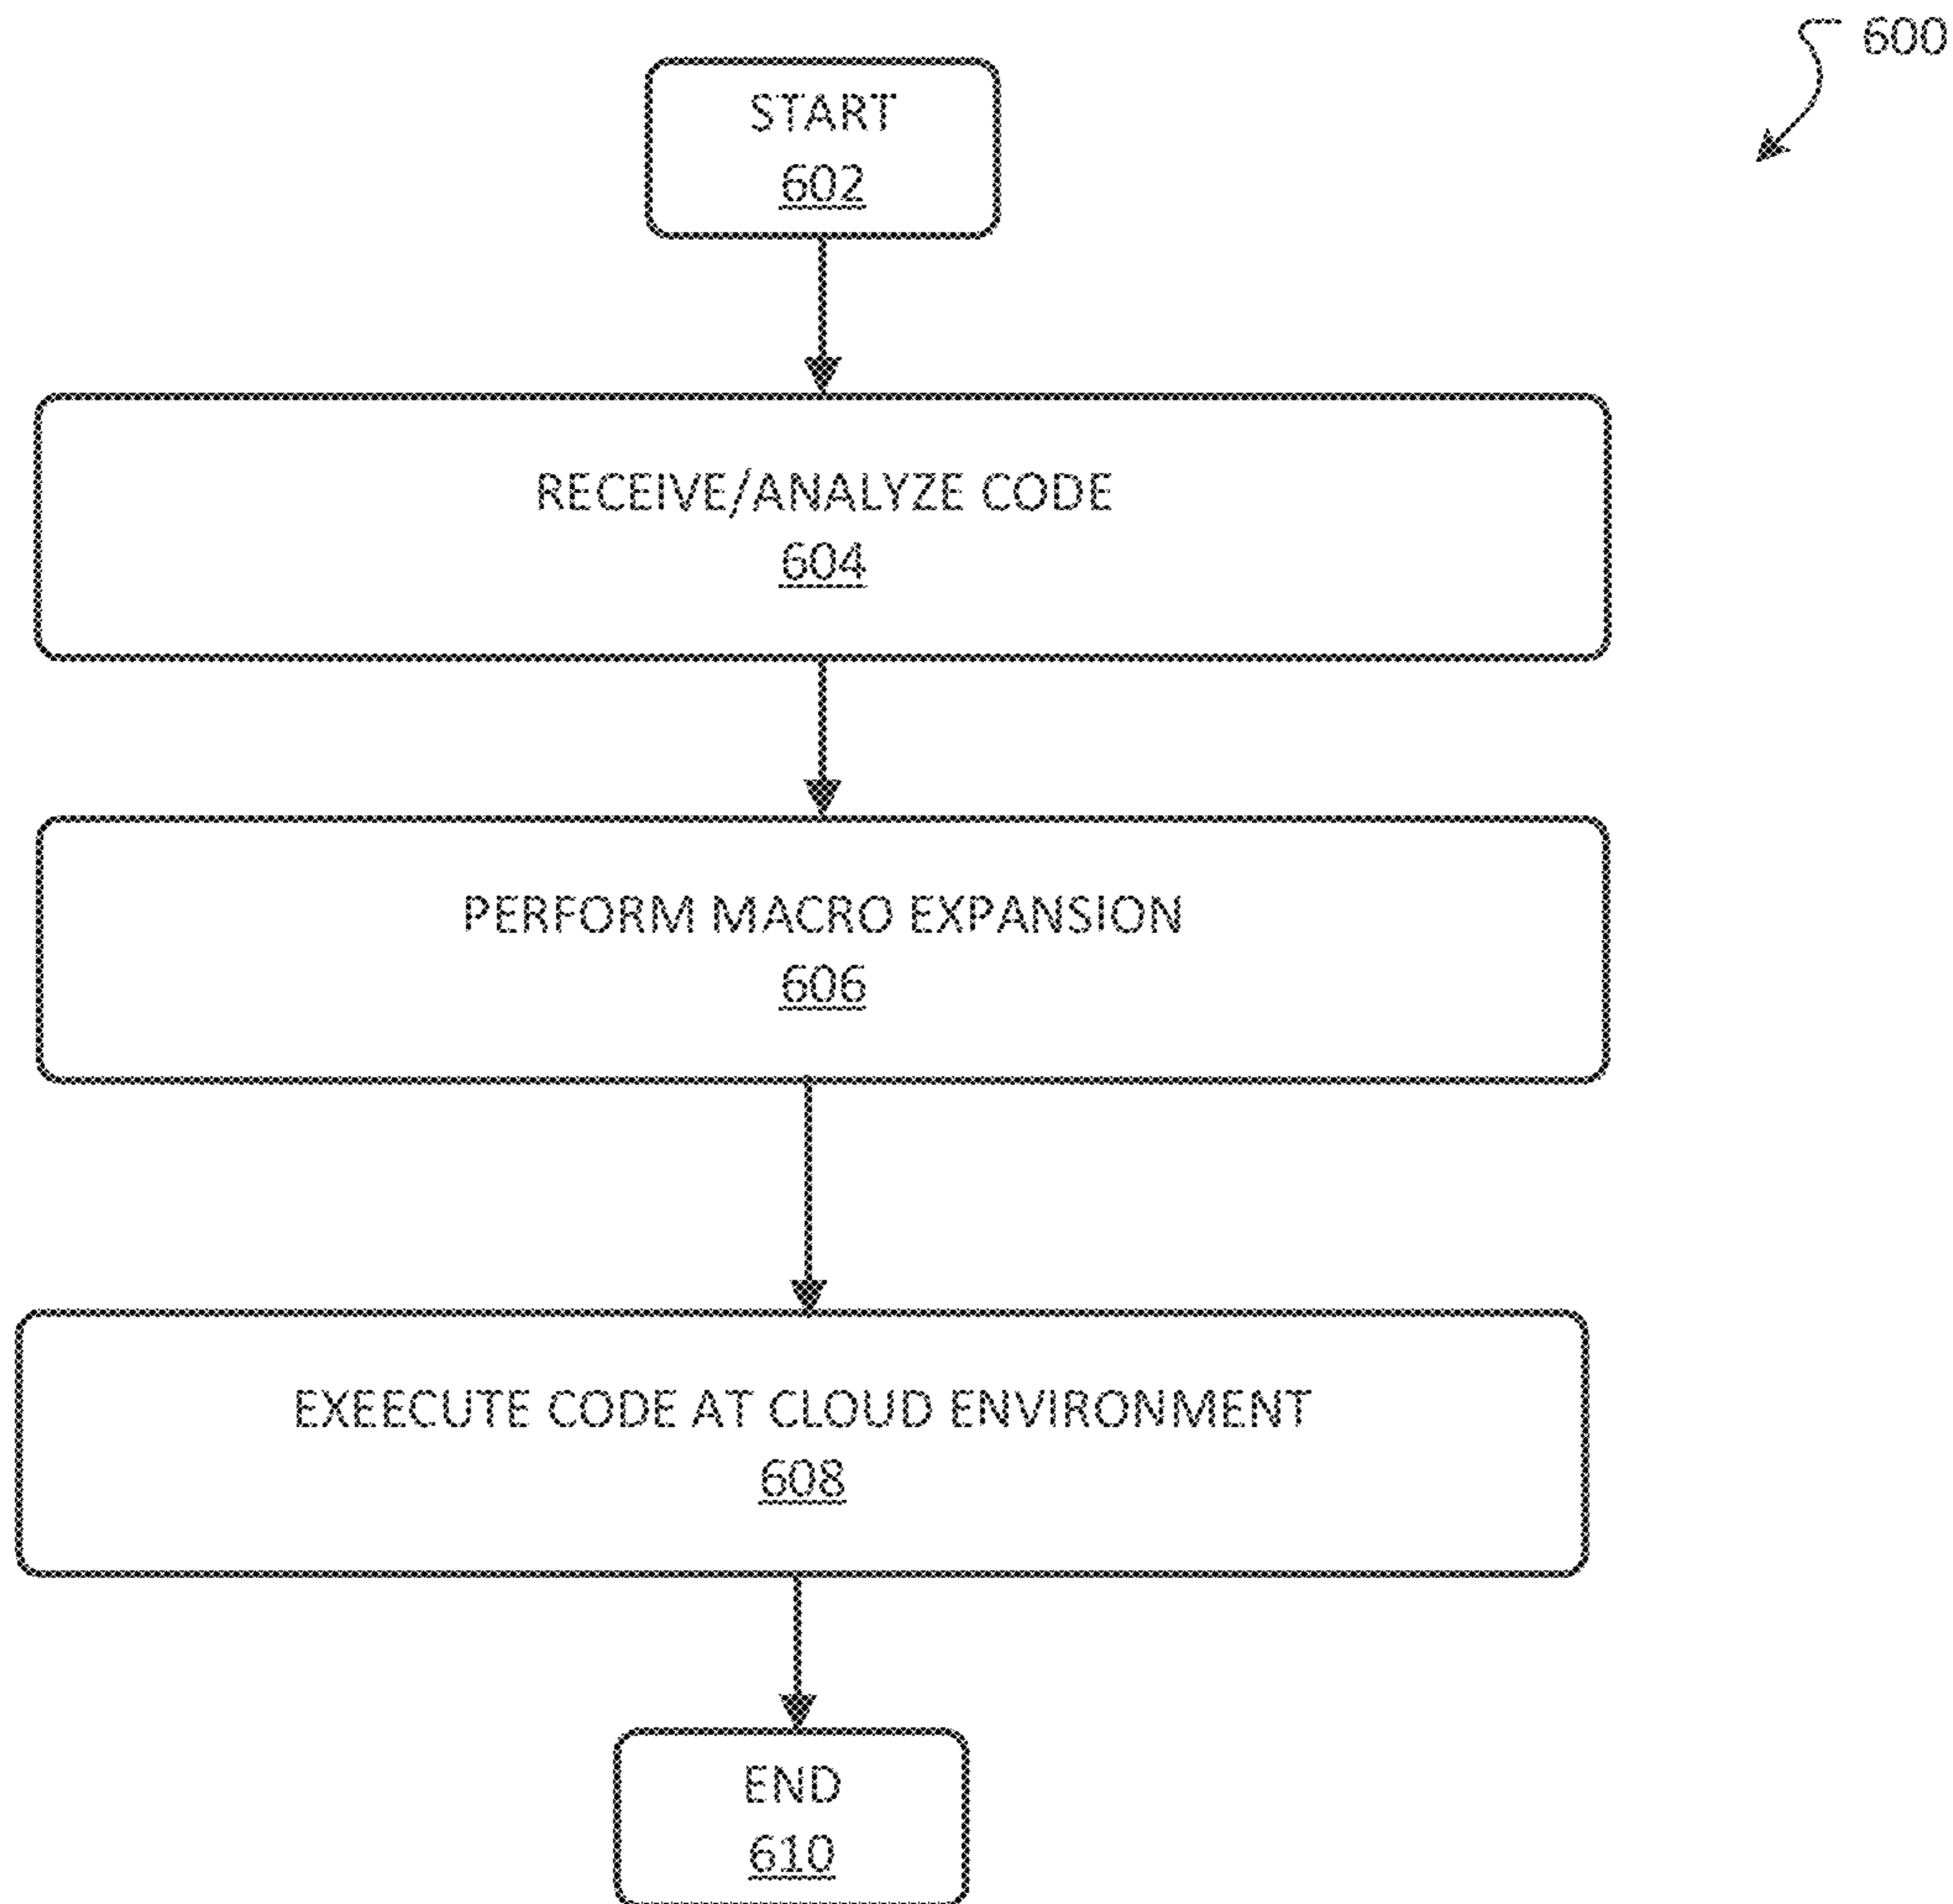 600
START
602
RECEIVE/ANALYZE CODE
604
PERFORM MACRO EXPANSION
606
EXEECUTE CODE AT CLOUD ENVIRONMENT
608
END
610